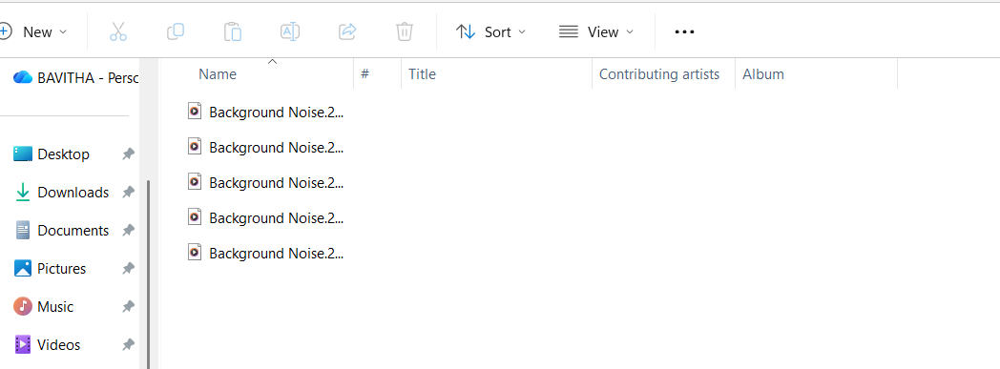 New Sort View
BAVITHA - Persc
Name # Title Contributing artists Album
Background Noise.2...
Desktop
Background Noise.2...
Downloads
Background Noise.2...
Documents
Background Noise.2...
Pictures
Background Noise.2...
Music
Videos